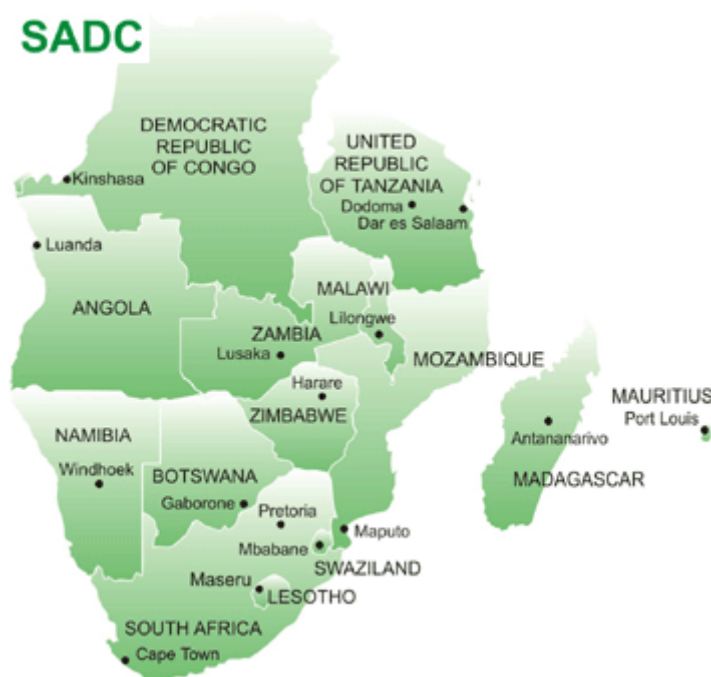 SADC
DEMOCRATIC
REPUBLIC
OF CONGO
Kinshasa
UNITED
REPUBLIC
OF TANZANIA
Dodoma
Dar es Salaam
Luanda
ANGOLA
MALAWI
Lilongwe
ZAMBIA
Lusaka
MOZAMBIQUE
Harare
ZIMBABWE
MAURITIUS
Port Louis
Antananarivo
MADAGASCAR
NAMIBIA
Windhoek
BOTSWANA
Gaborone
Pretoria
Maputo
Mbabane
SWAZILAND
Maseru
LESOTHO
SOUTH AFRICA
Cape Town